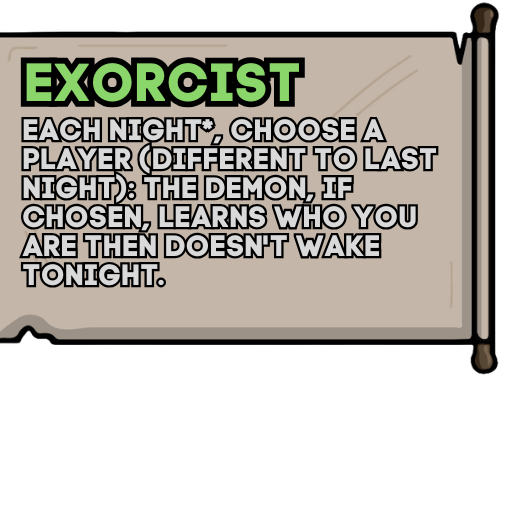 EXORCIST
EACH NIGHT*, CHOOSE A
PLAYER (DIFFERENT TO LAST
NIGHT): THE DEMON, IF
CHOSEN, LEARNS WHO YOU
ARE THEN DOESN'T WAKE
TONIGHT.